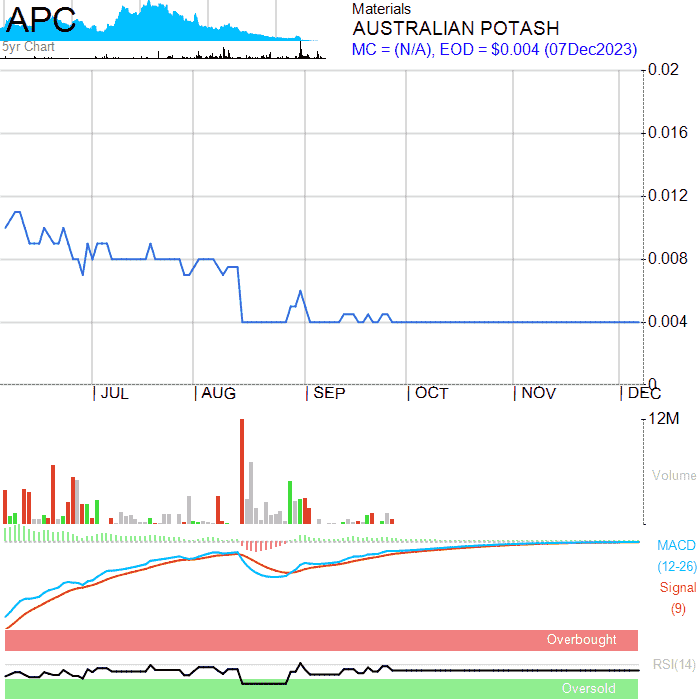 APC
5yr Chart
Materials
AUSTRALIAN POTASH
MC = (N/A), EOD = $0.004 (07Dec2023)
0.02
0.016
0.012
0.008
0.004
0
JUL
AUG
SEP
OCT
NOV
DEC
12M
Volume
MACD
(12-26)
Signal
(9)
Overbought
RSI(14)
Oversold